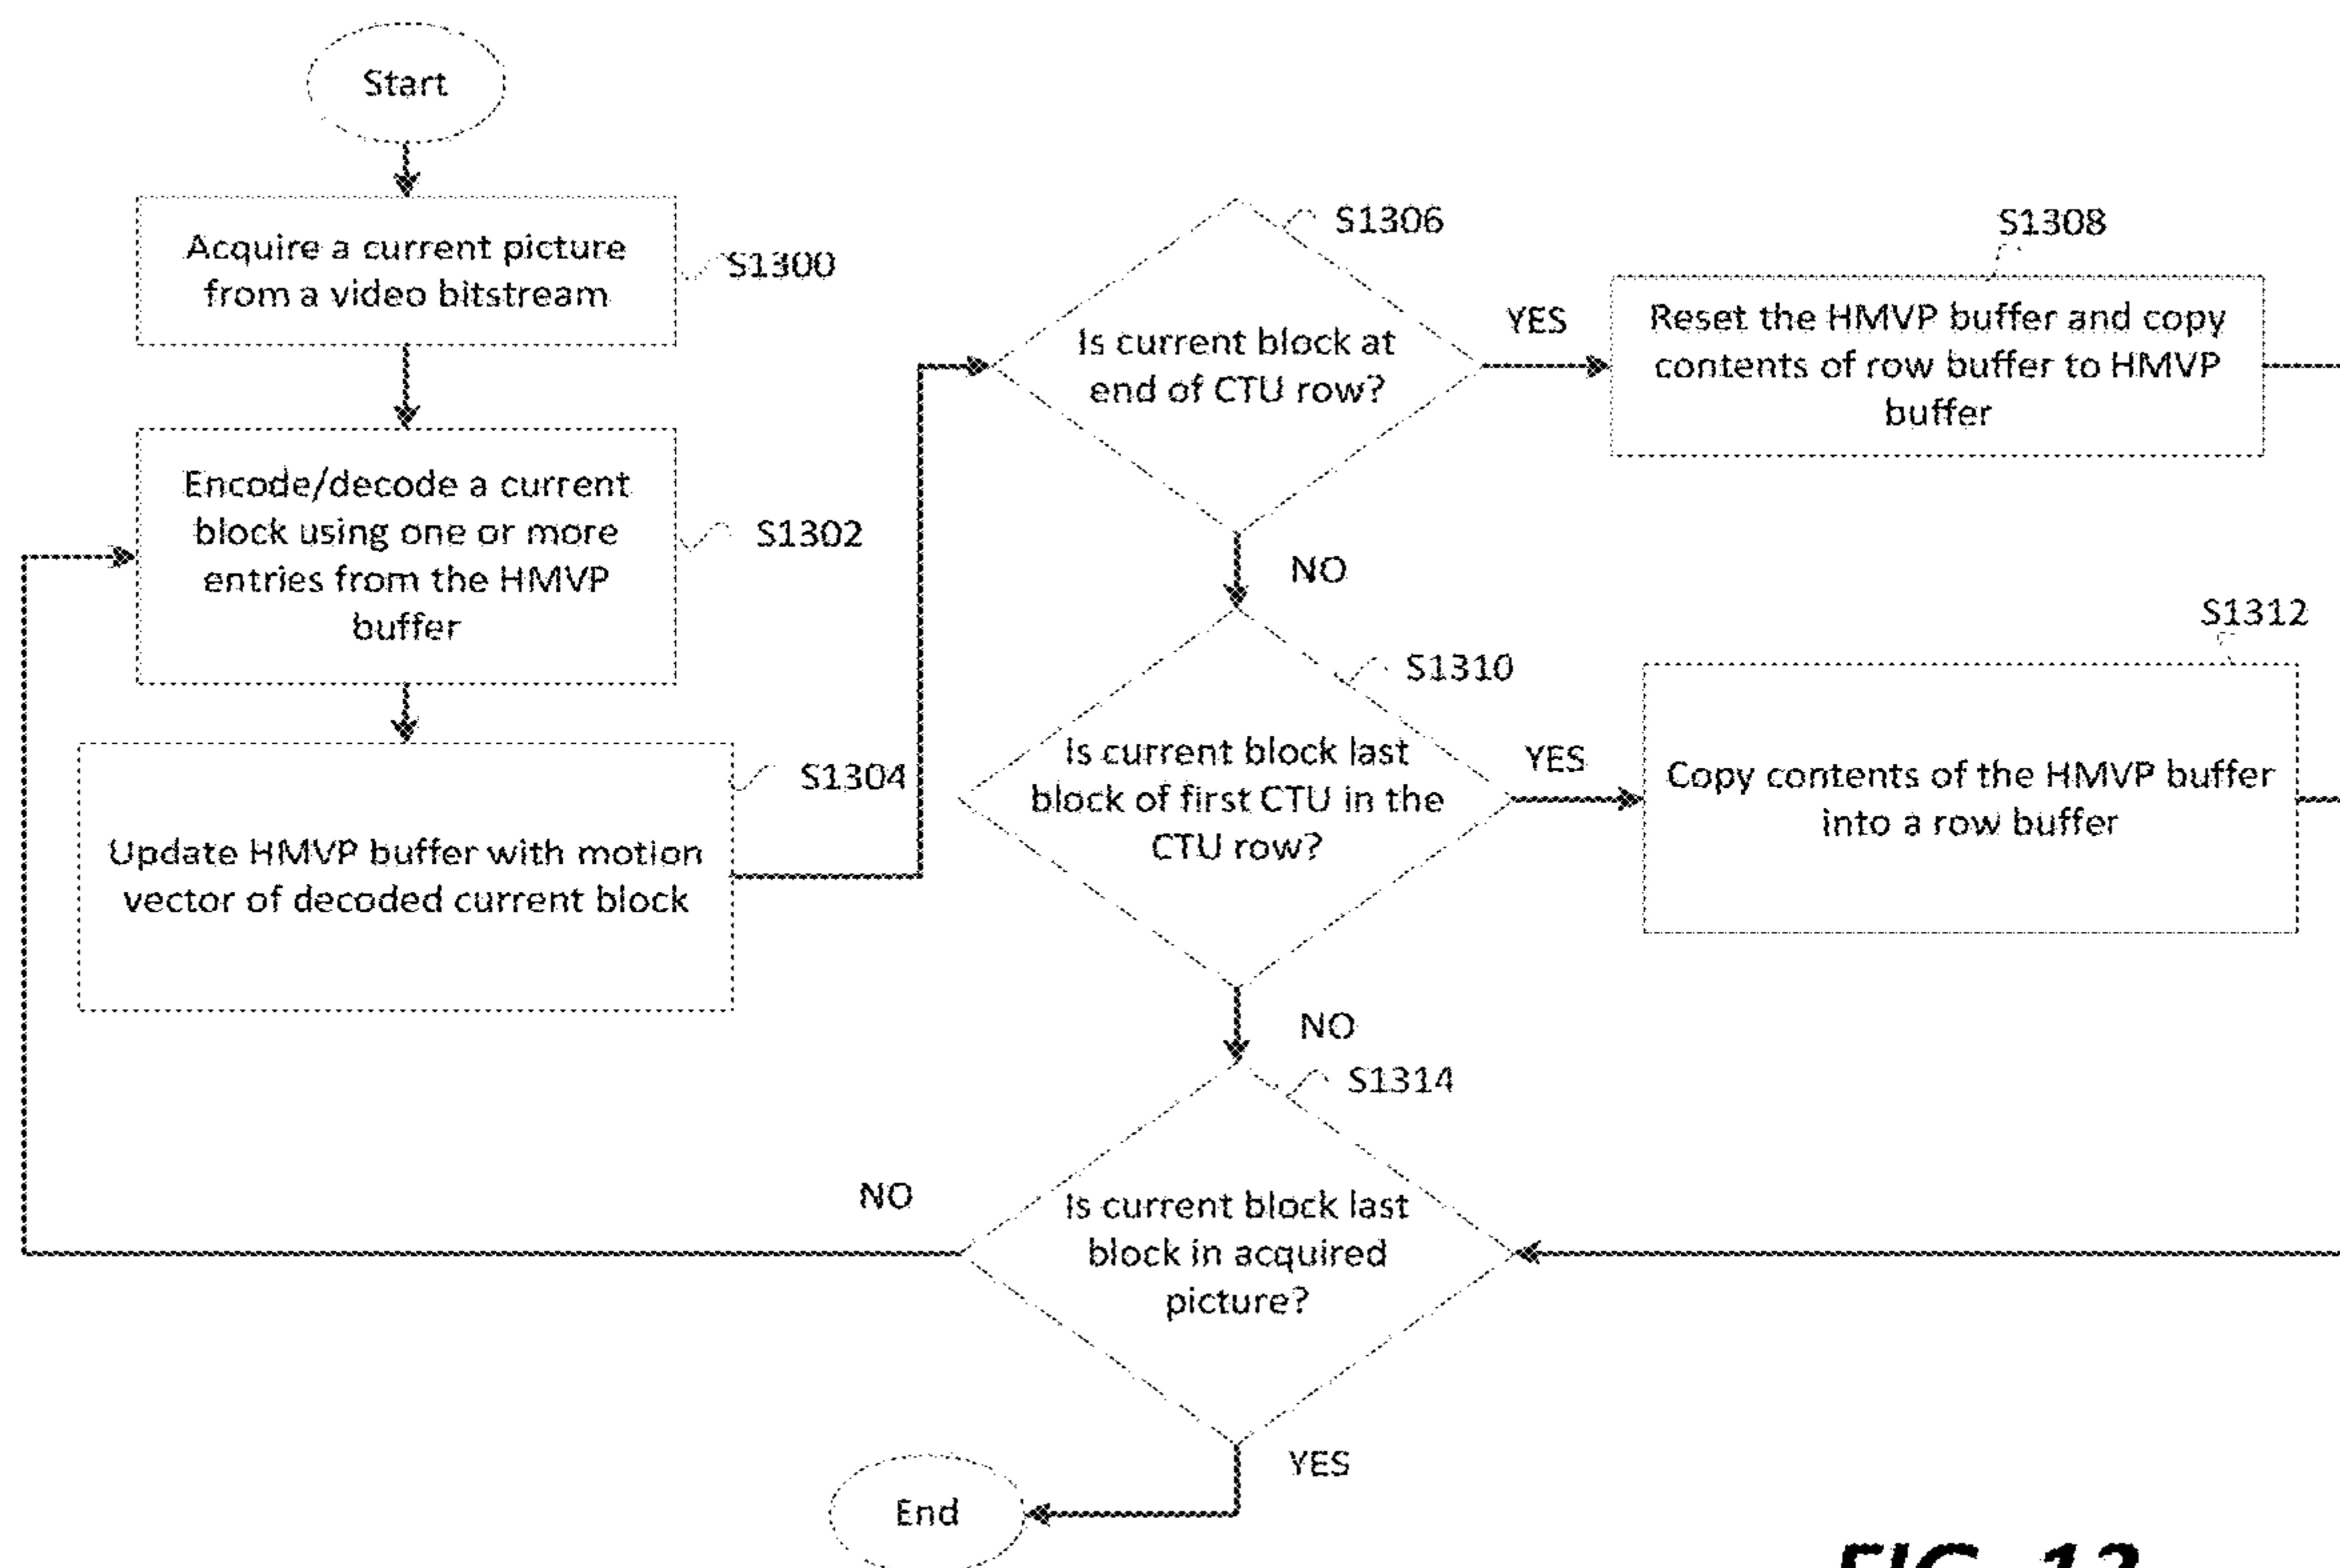 Start
Acquire a current picture
from a video bitstream
S1300
Encode/decode a current
block using one or more
entries from the HMVP
buffer
S1302
Update HMVP buffer with motion
vector of decoded current block
S1304
Is current block at
end of CTU row?
S1306
YES
NO
Reset the HMVP buffer and copy
contents of row buffer to HMVP
buffer
S1308
Is current block last
block of first CTU in the
CTU row?
S1310
YES
NO
Copy contents of the HMVP buffer
into a row buffer
S1312
Is current block last
block in acquired
picture?
S1314
NO
YES
End